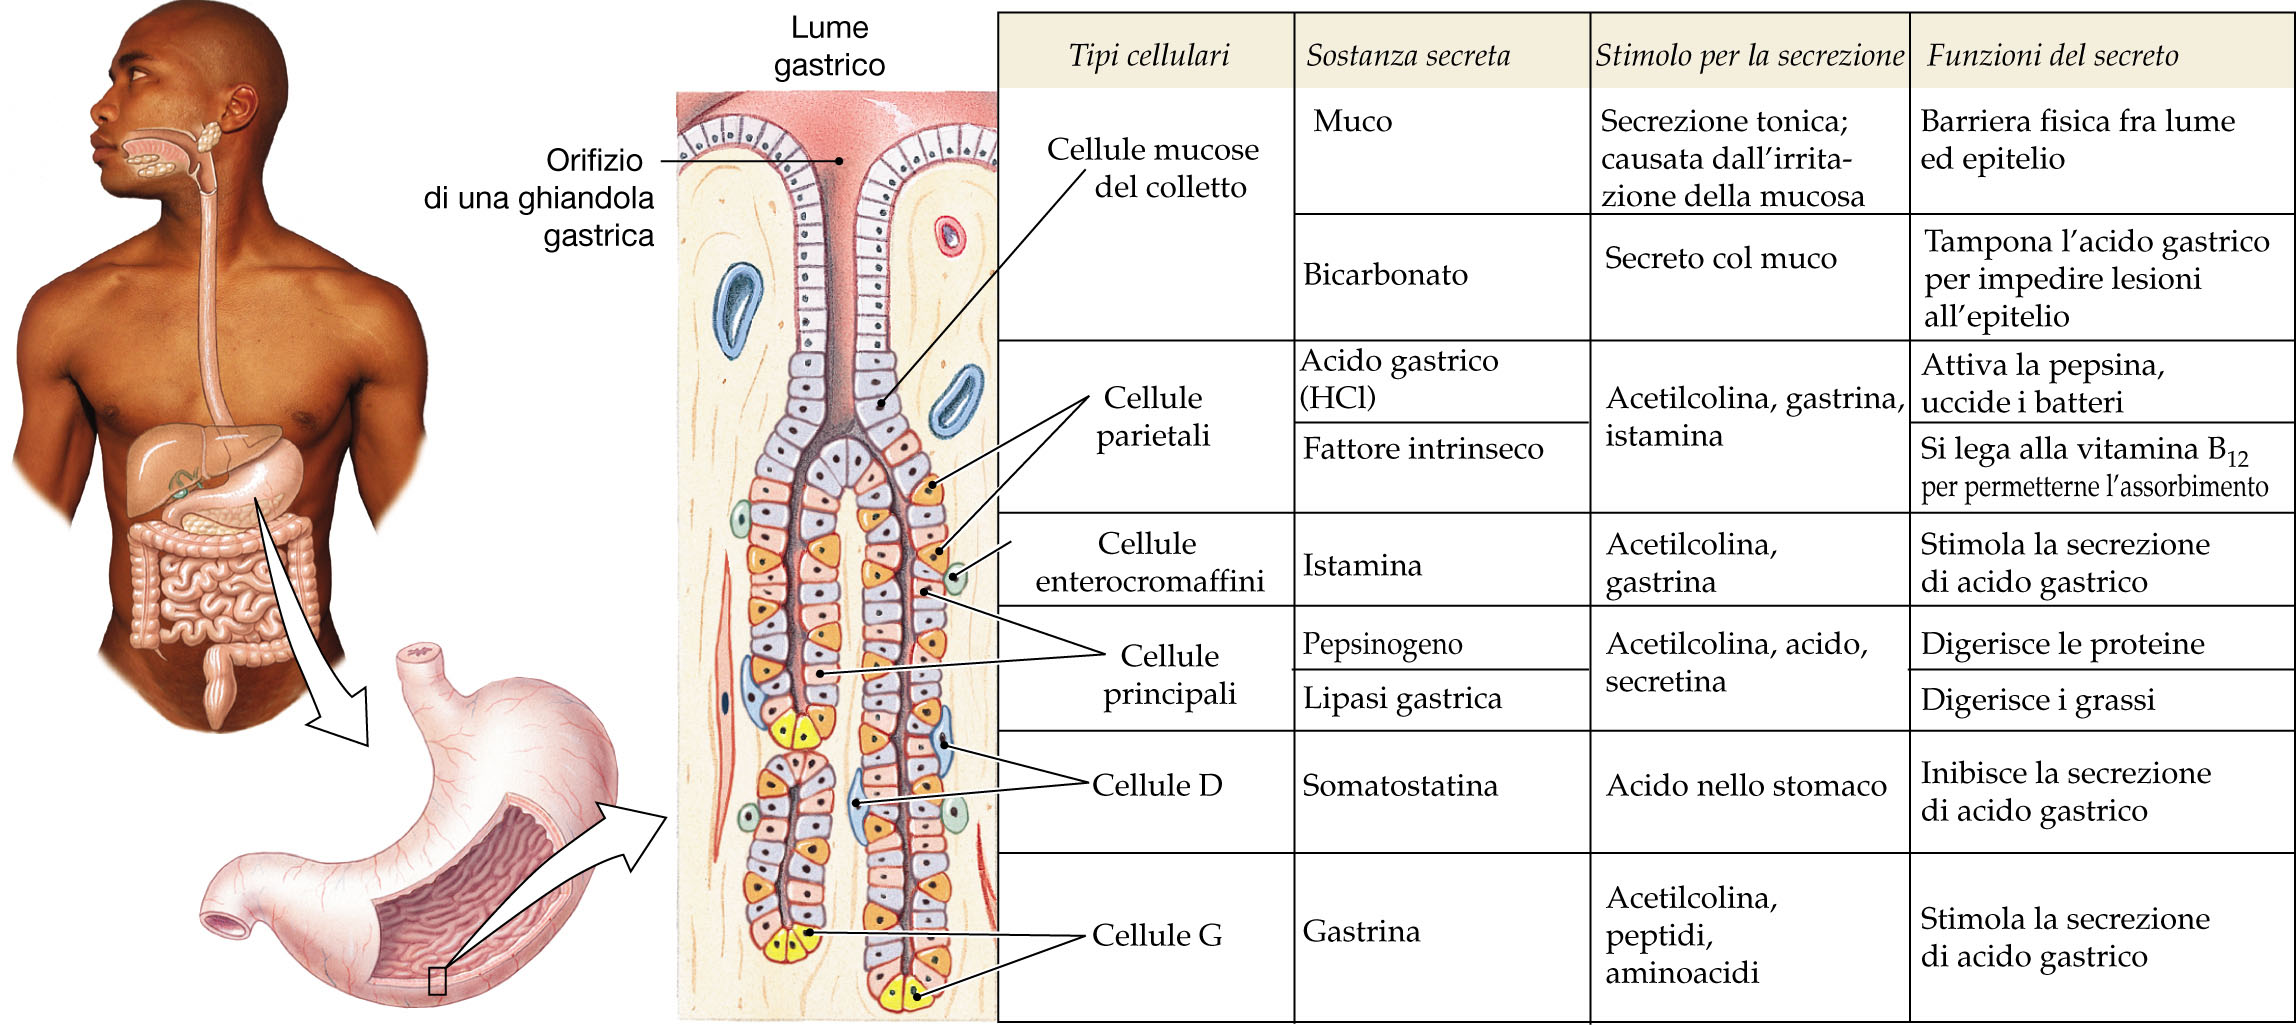 Lume
gastrico
Orifizio
di una ghiandola
gastrica
Tipi cellulari
Sostanza secreta
Stimolo per la secrezione
Funzioni del secreto
Cellule mucose
del colletto
Muco
Secrezione tonica;
causata dall'irrita-
zione della mucosa
Barriera fisica fra lume
ed epitelio
Bicarbonato
Secreto col muco
Tampona l'acido gastrico
per impedire lesioni
all'epitelio
Cellule
parietali
Acido gastrico
(HCl)
Acetilcolina, gastrina,
istamina
Attiva la pepsina,
uccide i batteri
Fattore intrinseco
Si lega alla vitamina B12
per permetterne l'assorbimento
Cellule
enterocromaffini
Istamina
Acetilcolina,
gastrina
Stimola la secrezione
di acido gastrico
Cellule
principali
Pepsinogeno
Acetilcolina, acido,
secretina
Digerisce le proteine
Lipasi gastrica
Digerisce i grassi
Cellule D
Somatostatina
Acido nello stomaco
Inibisce la secrezione
di acido gastrico
Cellule G
Gastrina
Acetilcolina,
peptidi,
aminoacidi
Stimola la secrezione
di acido gastrico